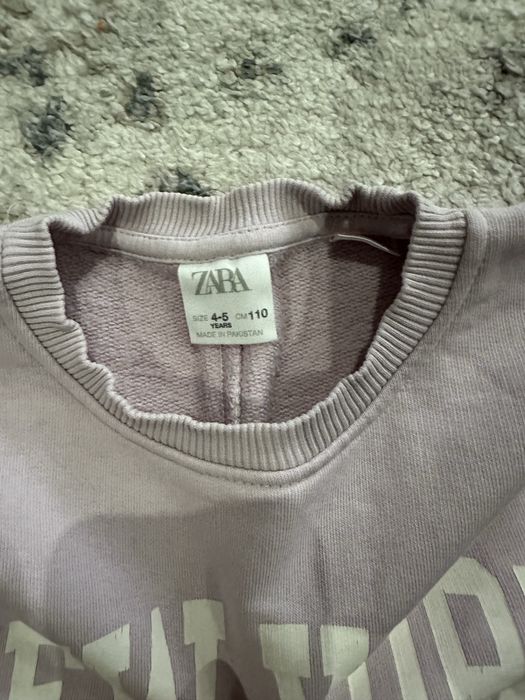 ZARA
SIZE 4-5 CM 110
YEARS
MADE IN PAKISTAN